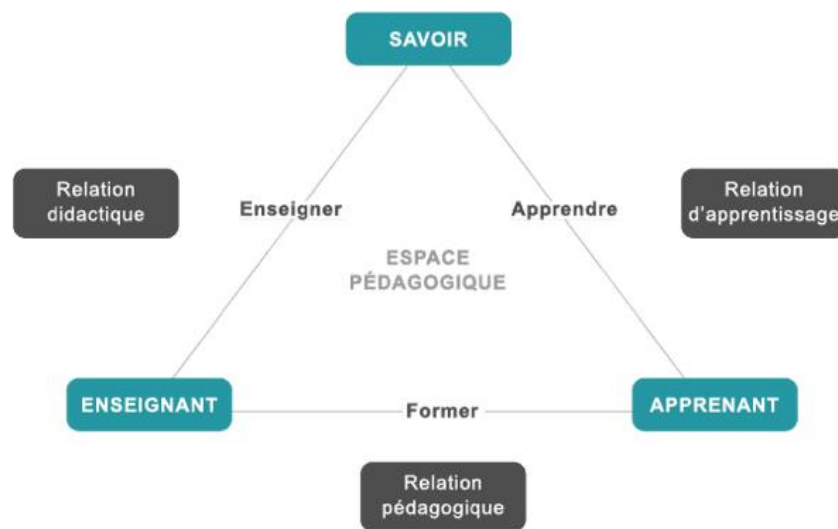 SAVOIR
Relation
didactique
Enseigner
Apprendre
Relation
d'apprentissage
ESPACE
PÉDAGOGIQUE
ENSEIGNANT
Former
APPRENANT
Relation
pédagogique